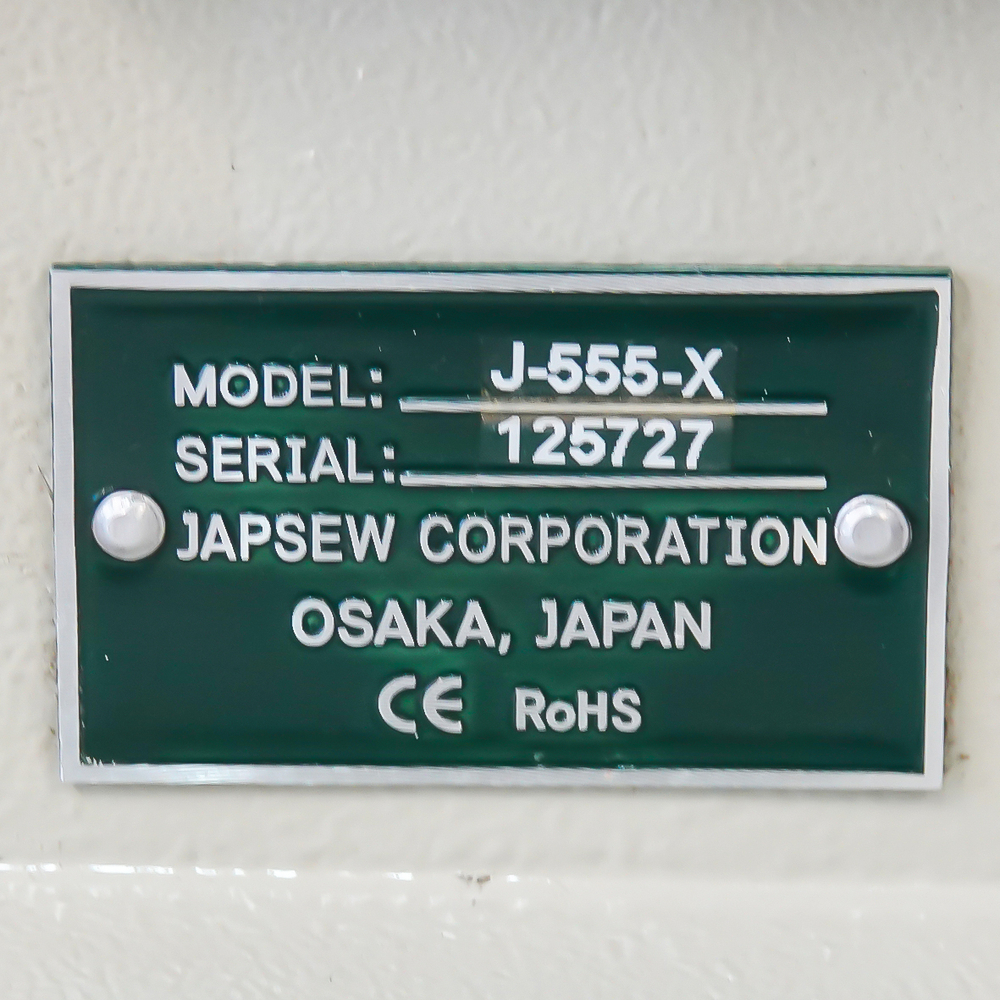 MODEL: J-555-X
SERIAL: 125727
JAPSEW CORPORATION
OSAKA, JAPAN
CE RoHS